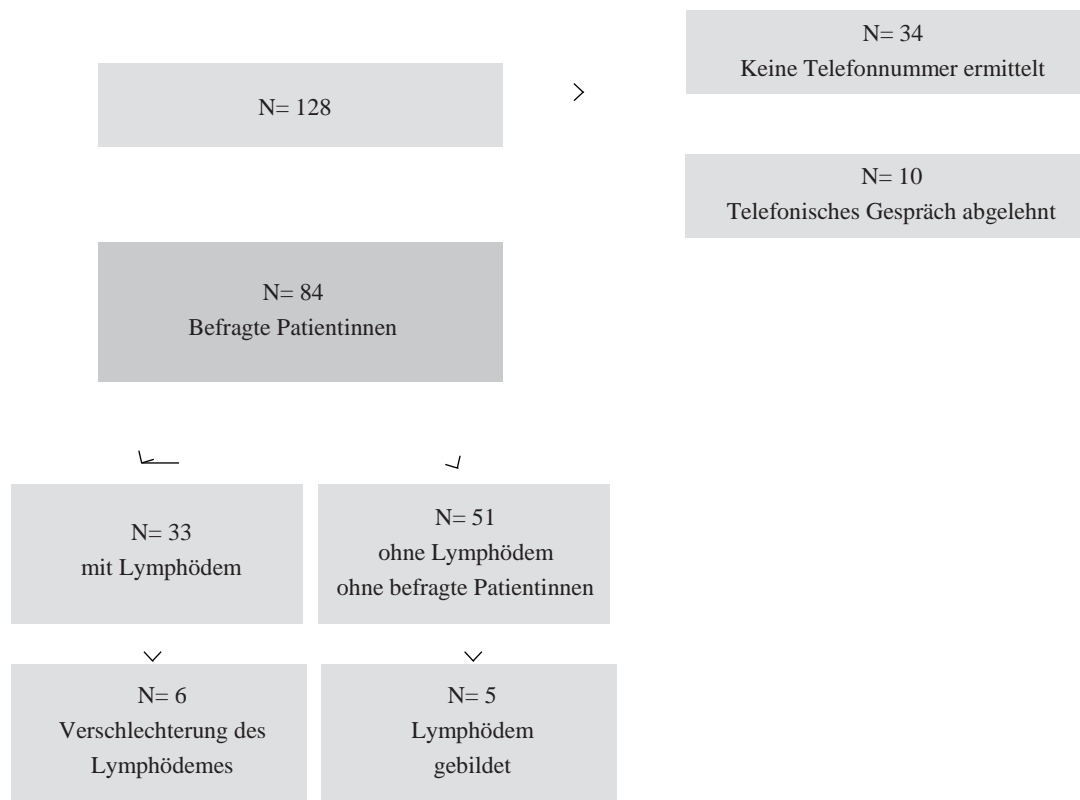 N= 34
Keine Telefonnummer ermittelt
N= 128
N= 10
Telefonisches Gespräch abgelehnt
N= 84
Befragte Patientinnen
N= 33
mit Lymphödem
N= 51
ohne Lymphödem
ohne befragte Patientinnen
N= 6
Verschlechterung des
Lymphödemes
N= 5
Lymphödem
gebildet